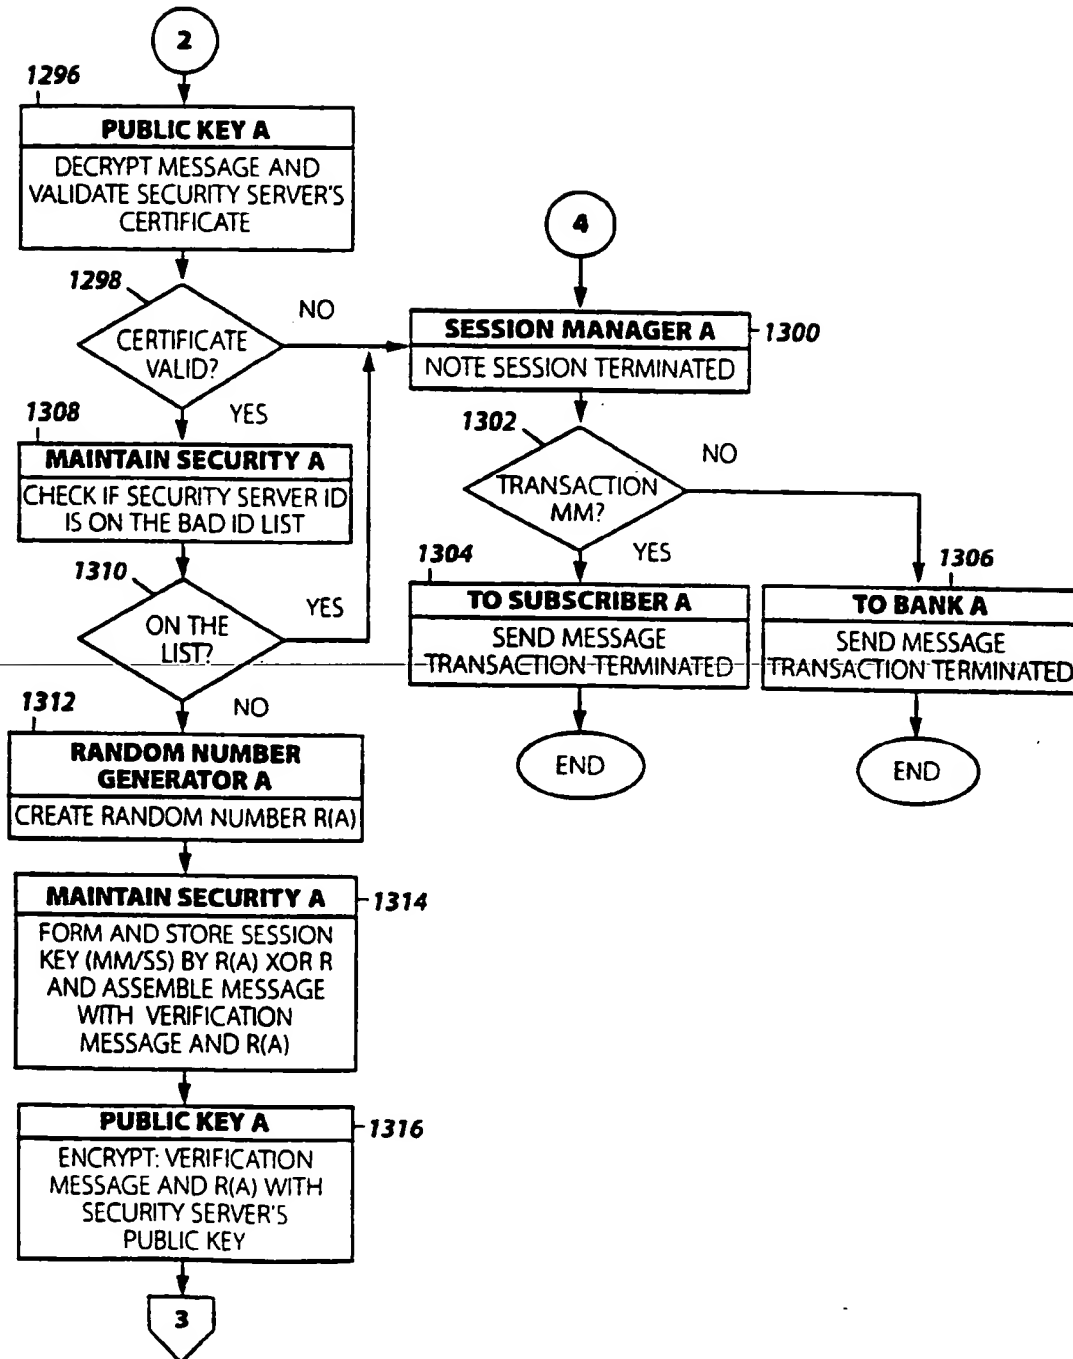 2
1296
PUBLIC KEY A
DECRYPT MESSAGE AND
VALIDATE SECURITY SERVER'S
CERTIFICATE
1298
CERTIFICATE
VALID?
NO
YES
1308
MAINTAIN SECURITY A
CHECK IF SECURITY SERVER ID
IS ON THE BAD ID LIST
1310
ON THE
LIST?
YES
NO
1312
RANDOM NUMBER
GENERATOR A
CREATE RANDOM NUMBER R(A)
MAINTAIN SECURITY A
1314
FORM AND STORE SESSION
KEY (MM/SS) BY R(A) XOR R
AND ASSEMBLE MESSAGE
WITH VERIFICATION
MESSAGE AND R(A)
PUBLIC KEY A
1316
ENCRYPT: VERIFICATION
MESSAGE AND R(A) WITH
SECURITY SERVER'S
PUBLIC KEY
3
4
SESSION MANAGER A
1300
NOTE SESSION TERMINATED
1302
TRANSACTION
MM?
NO
YES
1304
TO SUBSCRIBER A
SEND MESSAGE
TRANSACTION TERMINATED
END
1306
TO BANK A
SEND MESSAGE
TRANSACTION TERMINATED
END